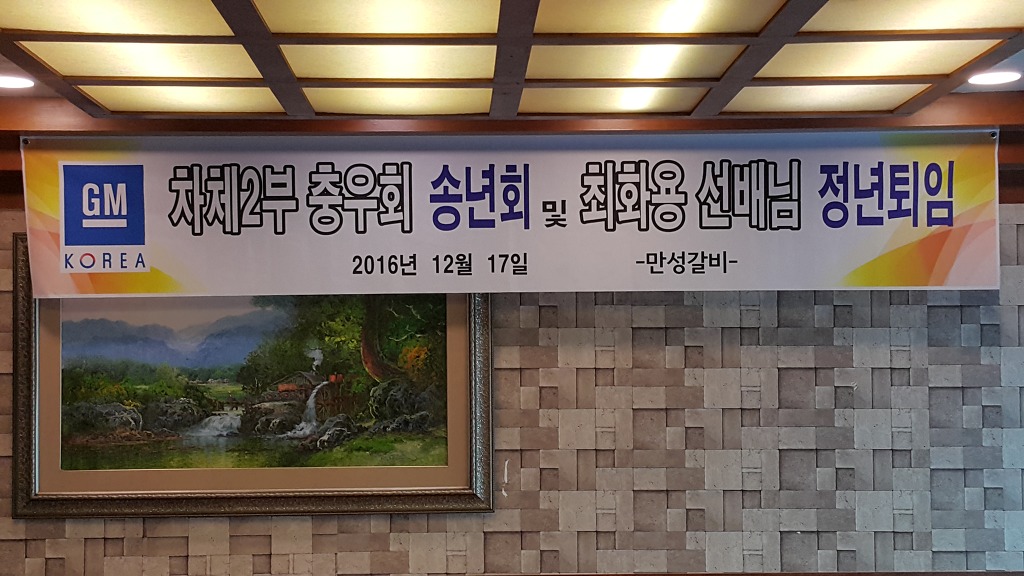 GM
KOREA
차체2부 충우회 송년회 및 최화용 선배님 정년퇴임
2016년 12월 17일 -만성갈비-